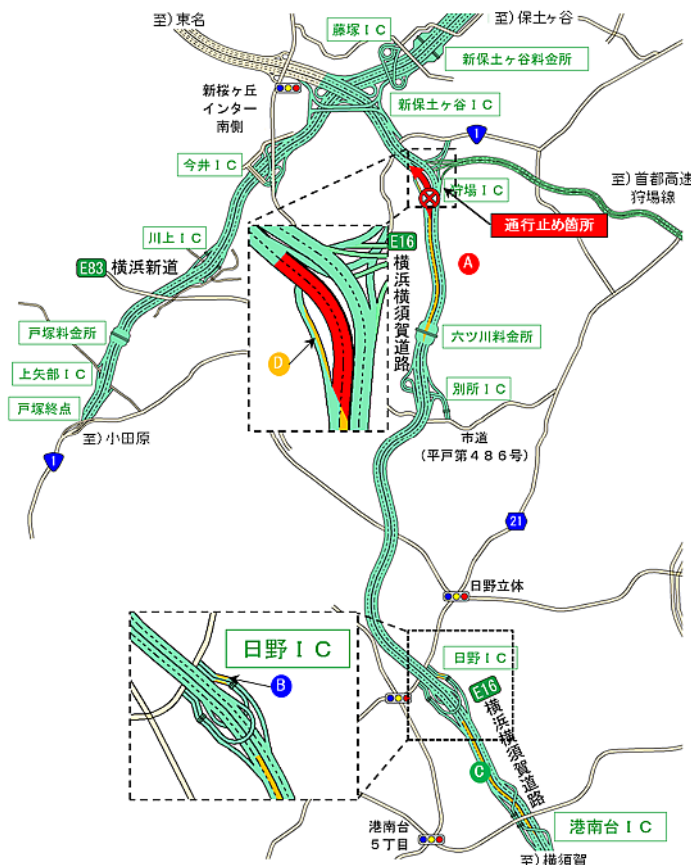 至）東名
至）保土ヶ谷
藤塚ＩＣ
新保土ヶ谷料金所
新桜ヶ丘
インター
南側
新保土ヶ谷ＩＣ
1
今井ＩＣ
狩場ＩＣ
至）首都高速
狩場線
通行止め箇所
川上ＩＣ
E16
横浜横須賀道路
A
E83 横浜新道
戸塚料金所
六ツ川料金所
D
上矢部ＩＣ
別所ＩＣ
戸塚終点
至）小田原
市道
（平戸第４８６号）
1
21
日野立体
日野ＩＣ
日野ＩＣ
B
E16
横浜横須賀道路
C
港南台
５丁目
港南台ＩＣ
至）横須賀